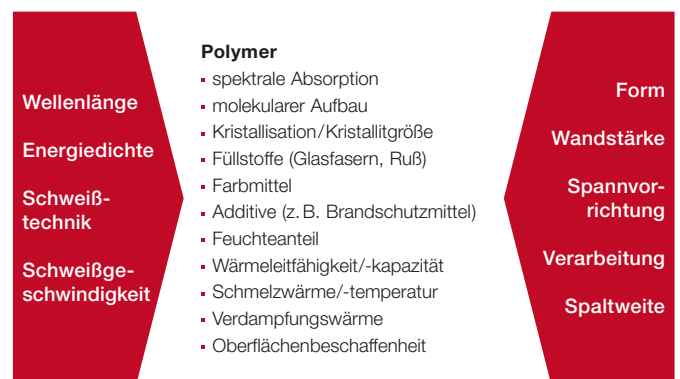 Wellenlänge
Energiedichte
Schweiß-
technik
Schweißge-
schwindigkeit
Polymer
▪ spektrale Absorption
▪ molekularer Aufbau
▪ Kristallisation/Kristallitgröße
▪ Füllstoffe (Glasfasern, Ruß)
▪ Farbmittel
▪ Additive (z. B. Brandschutzmittel)
▪ Feuchteanteil
▪ Wärmeleitfähigkeit/-kapazität
▪ Schmelzwärme/-temperatur
▪ Verdampfungswärme
▪ Oberflächenbeschaffenheit
Form
Wandstärke
Spannvor-
richtung
Verarbeitung
Spaltweite